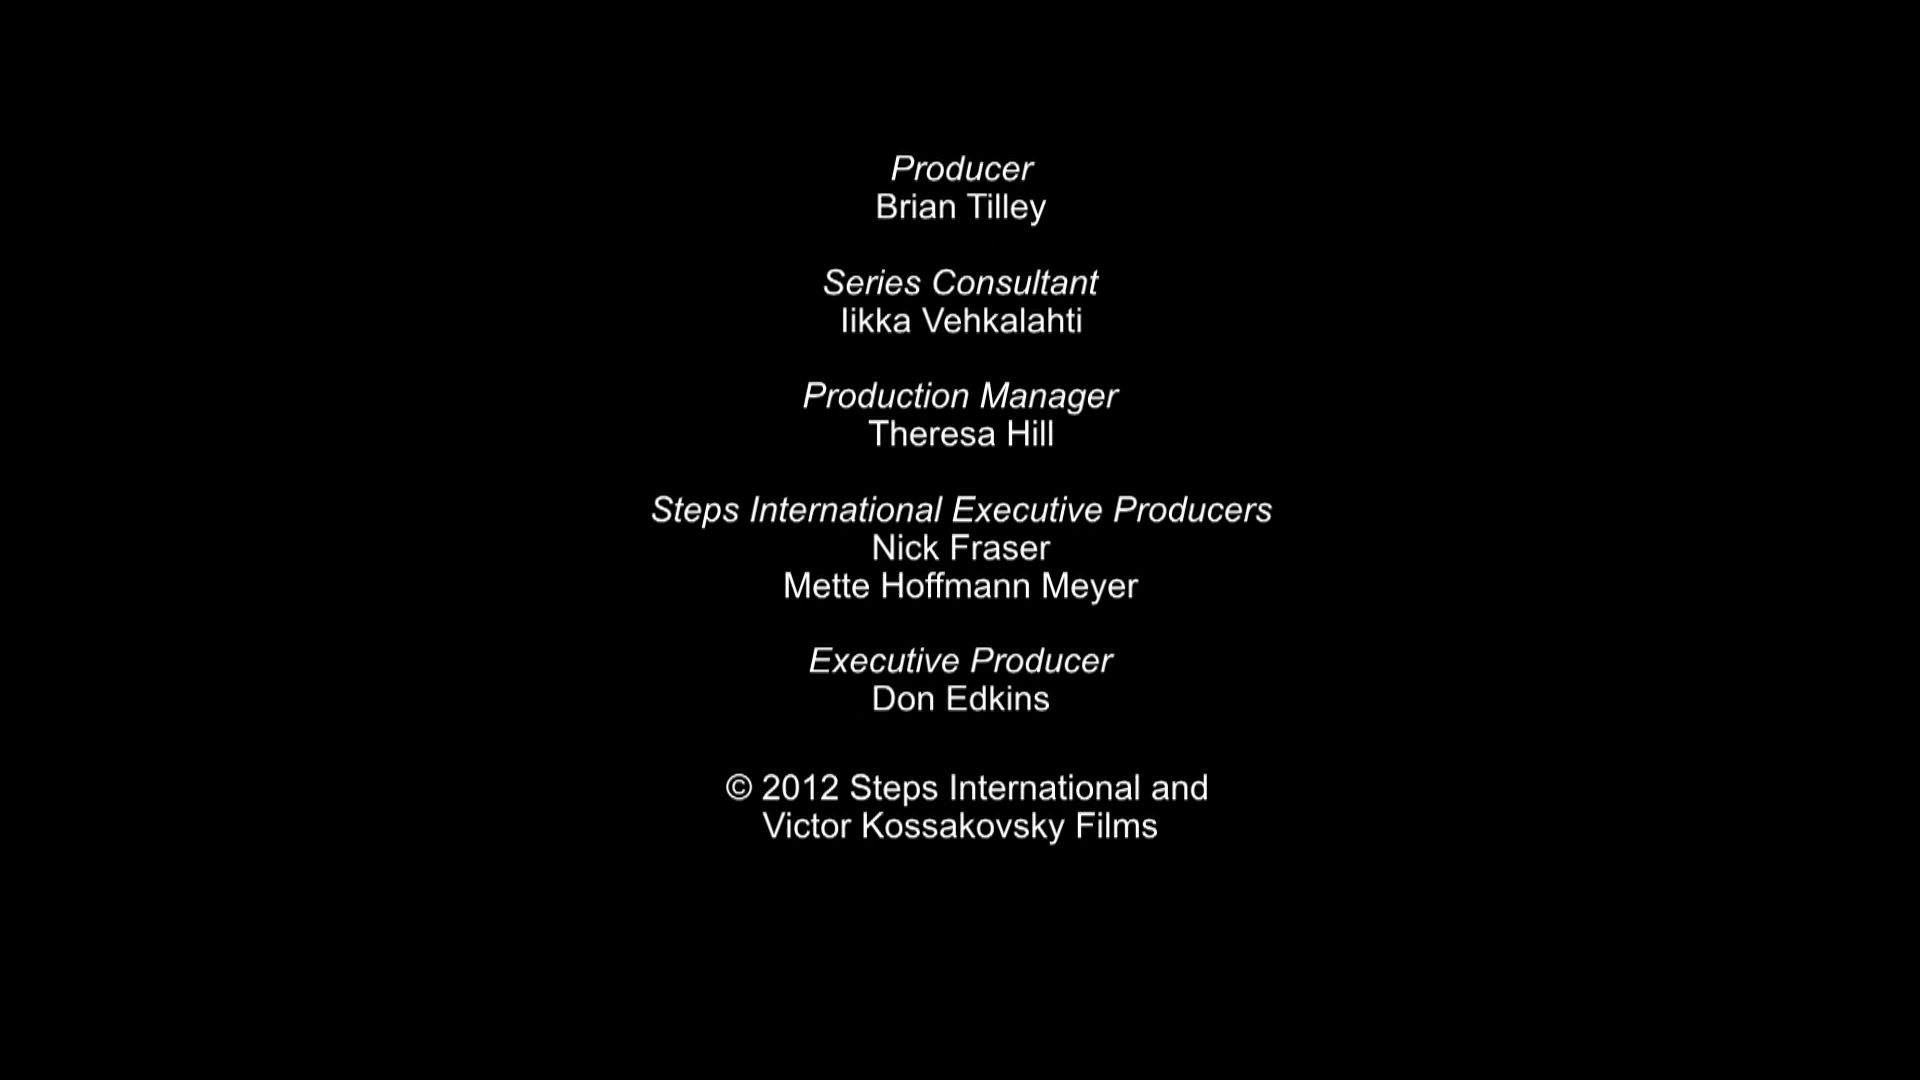 Producer
Brian Tilley
Series Consultant
Iikka Vehkalahti
Production Manager
Theresa Hill
Steps International Executive Producers
Nick Fraser
Mette Hoffmann Meyer
Executive Producer
Don Edkins
© 2012 Steps International and
Victor Kossakovsky Films